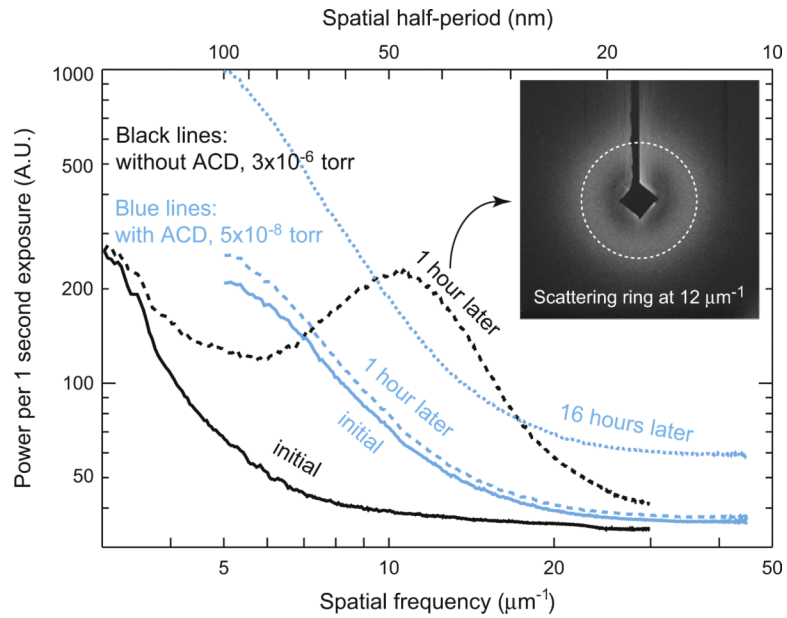 Spatial half-period (nm)
100 50 20 10
1000
500
200
100
50
Power per 1 second exposure (A.U.)
Black lines:
without ACD, 3x10⁻⁶ torr
Blue lines:
with ACD, 5x10⁻⁸ torr
1 hour later
Scattering ring at 12 μm⁻¹
1 hour later
initial
initial
16 hours later
5 10 20 50
Spatial frequency (μm⁻¹)